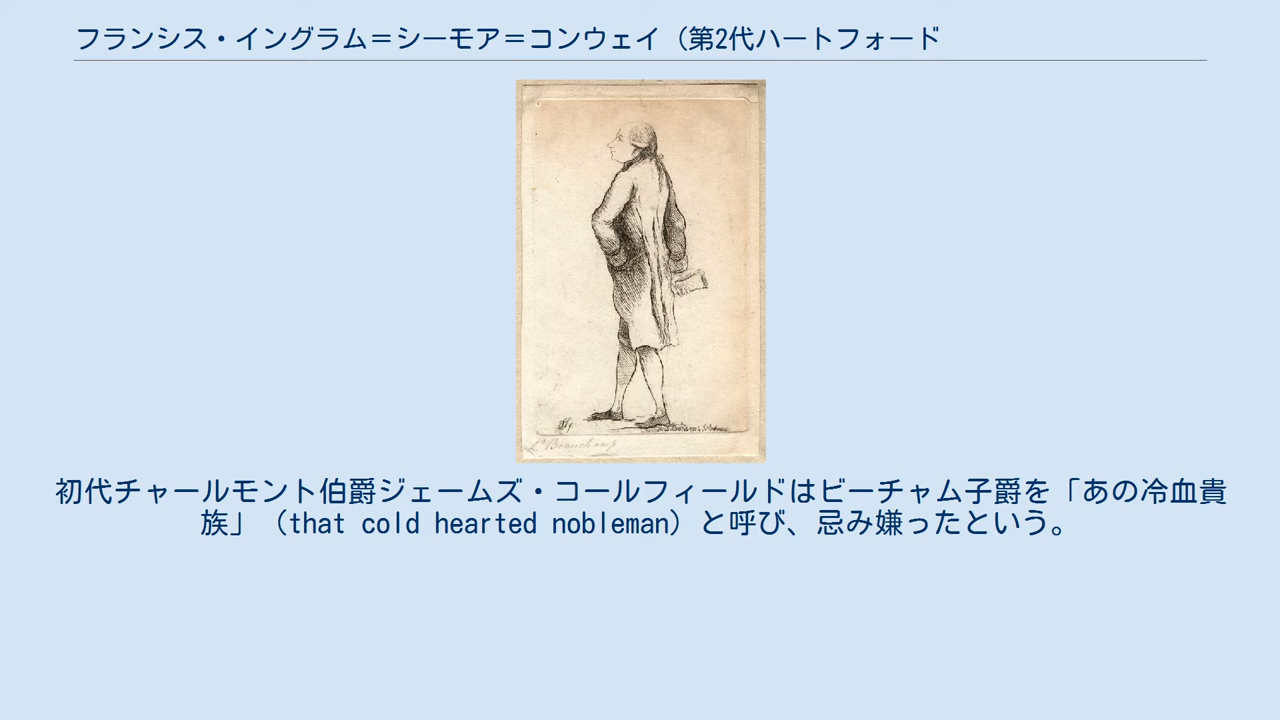 フランシス・イングラム＝シーモア＝コンウェイ（第2代ハートフォード
Ld Beauchamp
初代チャールモント伯爵ジェームズ・コールフィールドはビーチャム子爵を「あの冷血貴
族」（that cold hearted nobleman）と呼び、忌み嫌ったという。